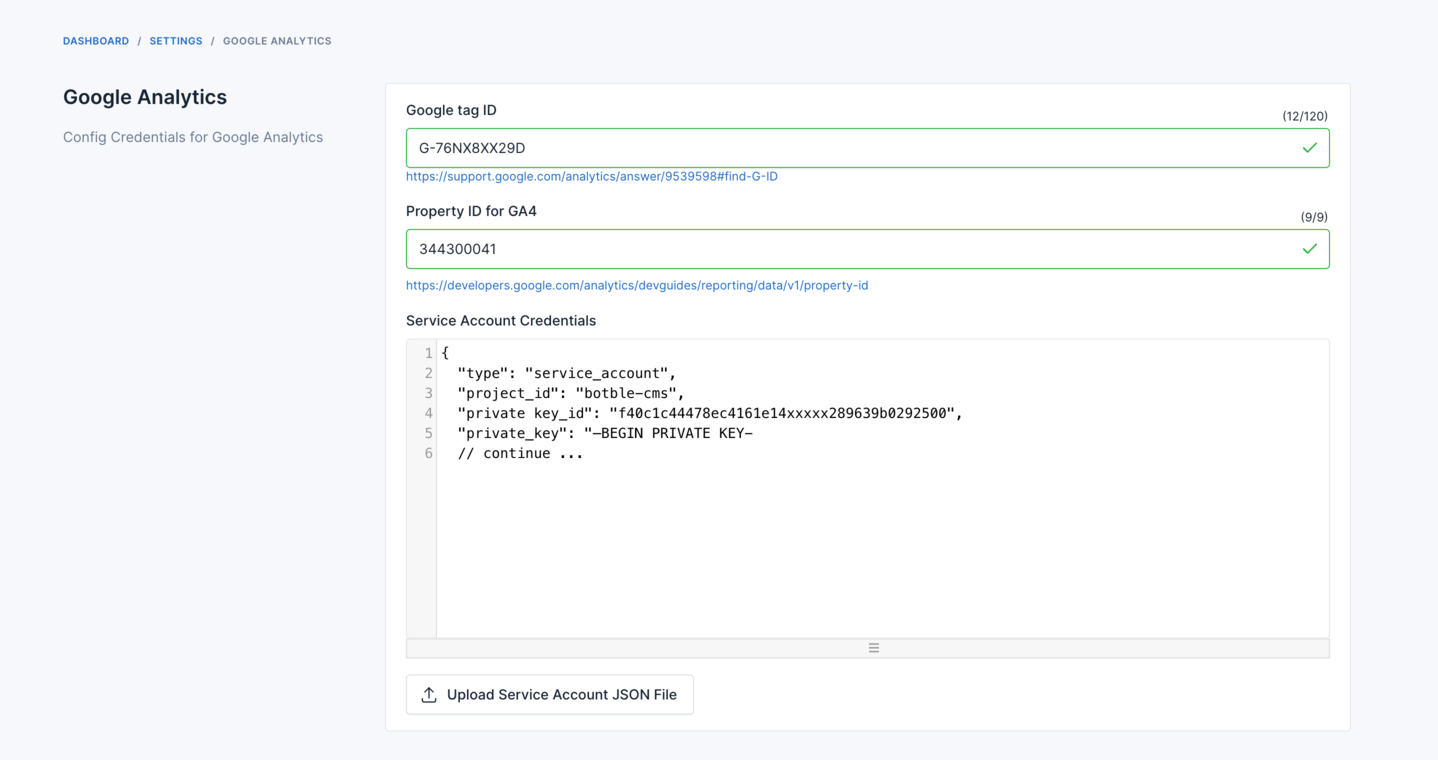 DASHBOARD / SETTINGS / GOOGLE ANALYTICS
Google Analytics
Config Credentials for Google Analytics
Google tag ID
(12/120)
G-76NX8XX29D
https://support.google.com/analytics/answer/9539598#find-G-ID
Property ID for GA4
(9/9)
344300041
https://developers.google.com/analytics/devguides/reporting/data/v1/property-id
Service Account Credentials
1 {
2 "type": "service_account",
3 "project_id": "botble-cms",
4 "private key_id": "f40c1c44478ec4161e14xxxxx289639b0292500",
5 "private_key": "—BEGIN PRIVATE KEY—
6 // continue ...
Upload Service Account JSON File